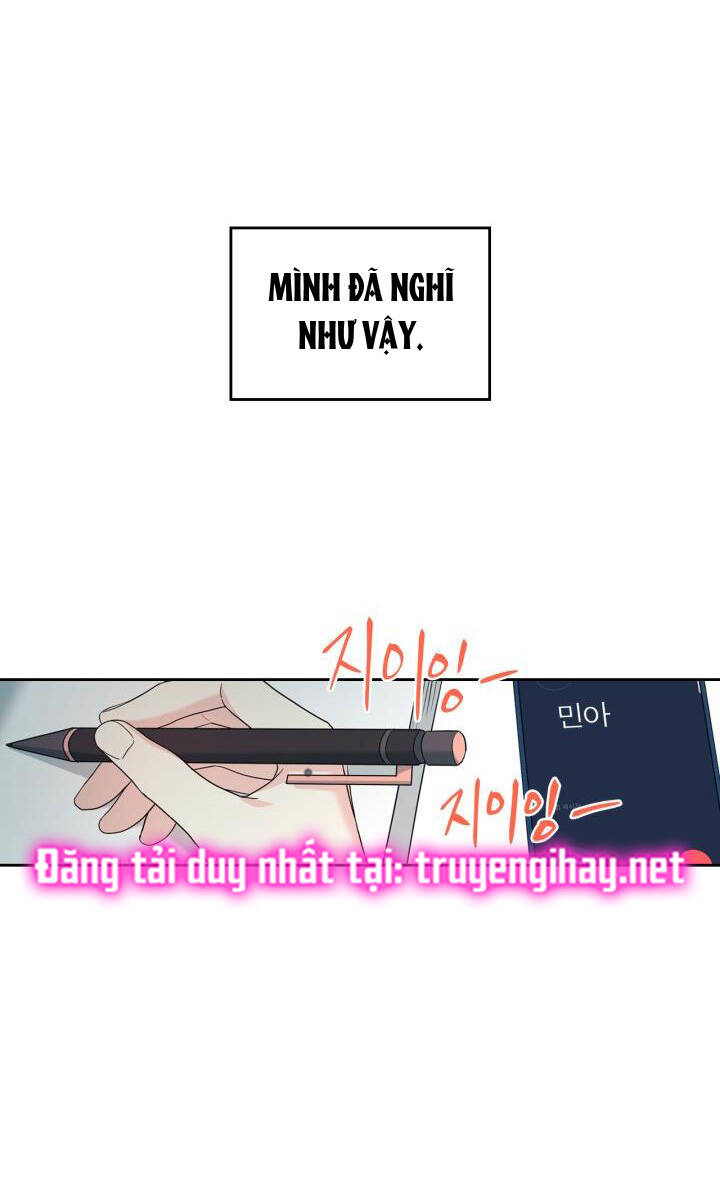 MÌNH ĐÃ NGHĨ
NHƯ VẬY.
지이잉-
민아
지이잉-
Đăng tải duy nhất tại: truyengihay.net